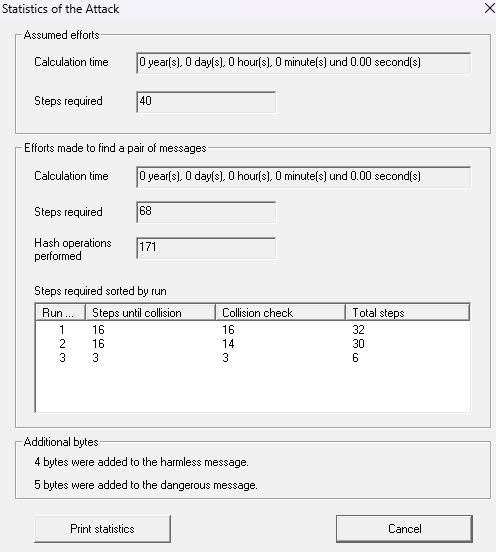 Statistics of the Attack
Assumed efforts
Calculation time 0 year(s), 0 day(s), 0 hour(s), 0 minute(s) und 0.00 second(s)
Steps required 40
Efforts made to find a pair of messages
Calculation time 0 year(s), 0 day(s), 0 hour(s), 0 minute(s) und 0.00 second(s)
Steps required 68
Hash operations
performed 171
Steps required sorted by run
Run ... Steps until collision Collision check Total steps
1 16 16 32
2 16 14 30
3 3 3 6
Additional bytes
4 bytes were added to the harmless message.
5 bytes were added to the dangerous message.
Print statistics Cancel